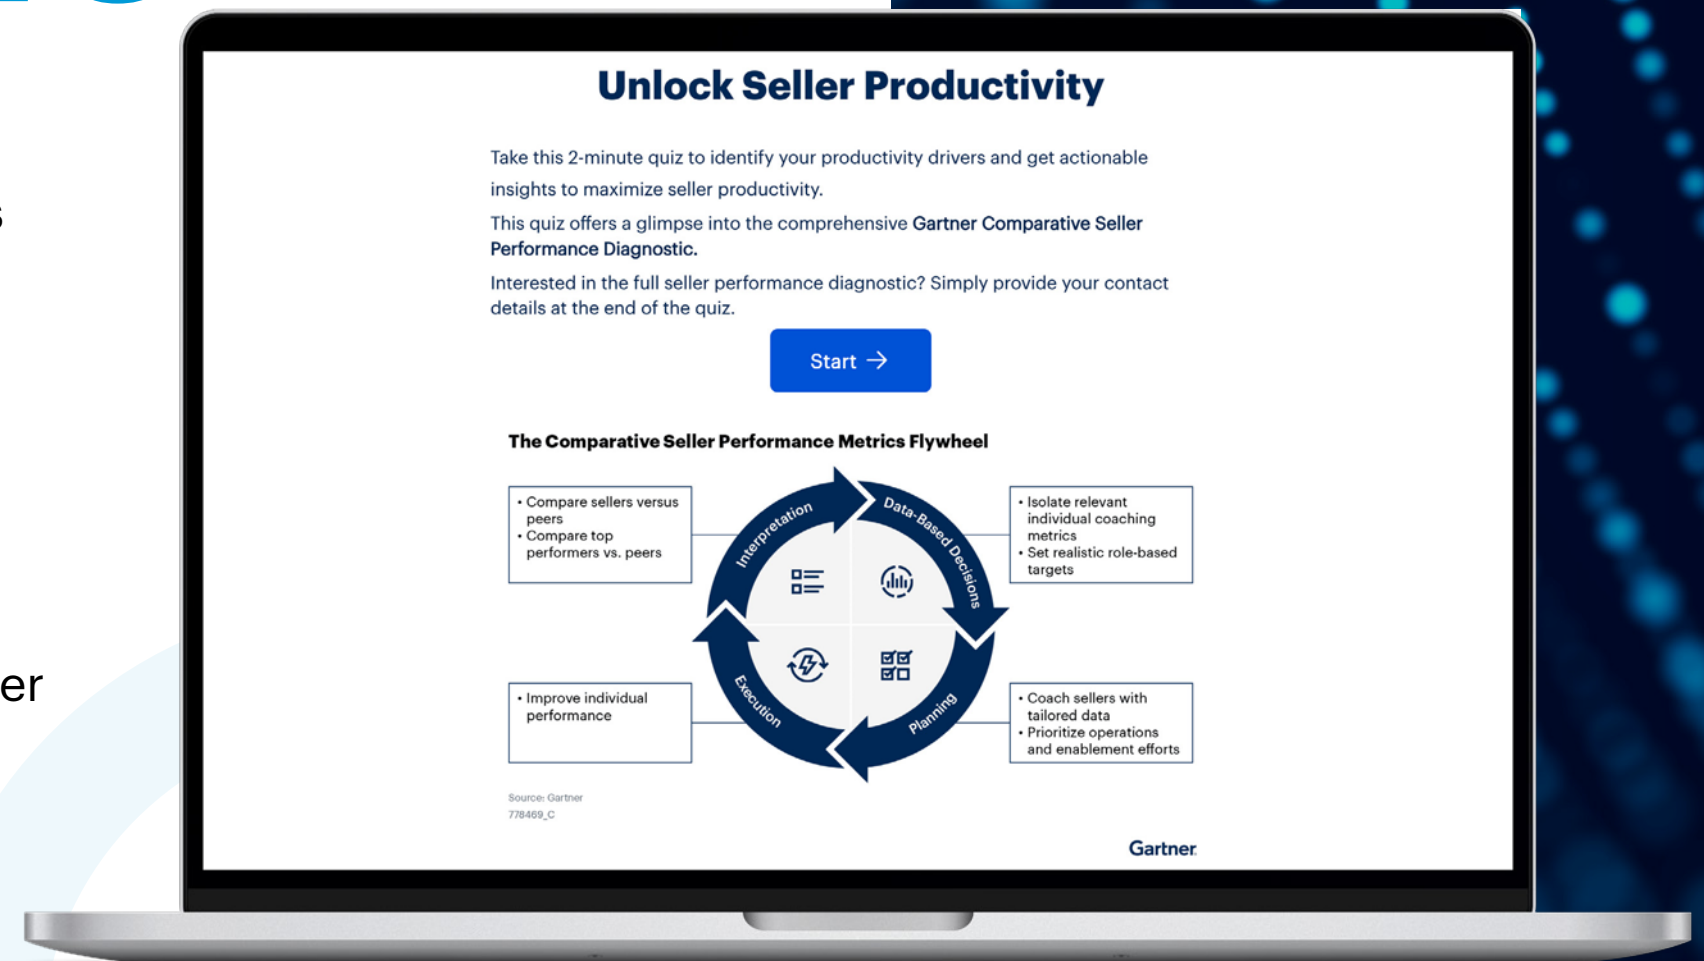 Unlock Seller Productivity
Take this 2-minute quiz to identify your productivity drivers and get actionable
insights to maximize seller productivity.
This quiz offers a glimpse into the comprehensive Gartner Comparative Seller
Performance Diagnostic.
Interested in the full seller performance diagnostic? Simply provide your contact
details at the end of the quiz.
Start →
The Comparative Seller Performance Metrics Flywheel
• Compare sellers versus
peers
• Compare top
performers vs. peers
Interpretation
Data-Based Decisions
• Isolate relevant
individual coaching
metrics
• Set realistic role-based
targets
• Improve individual
performance
Execution
Planning
• Coach sellers with
tailored data
• Prioritize operations
and enablement efforts
Source: Gartner
778469_C
Gartner